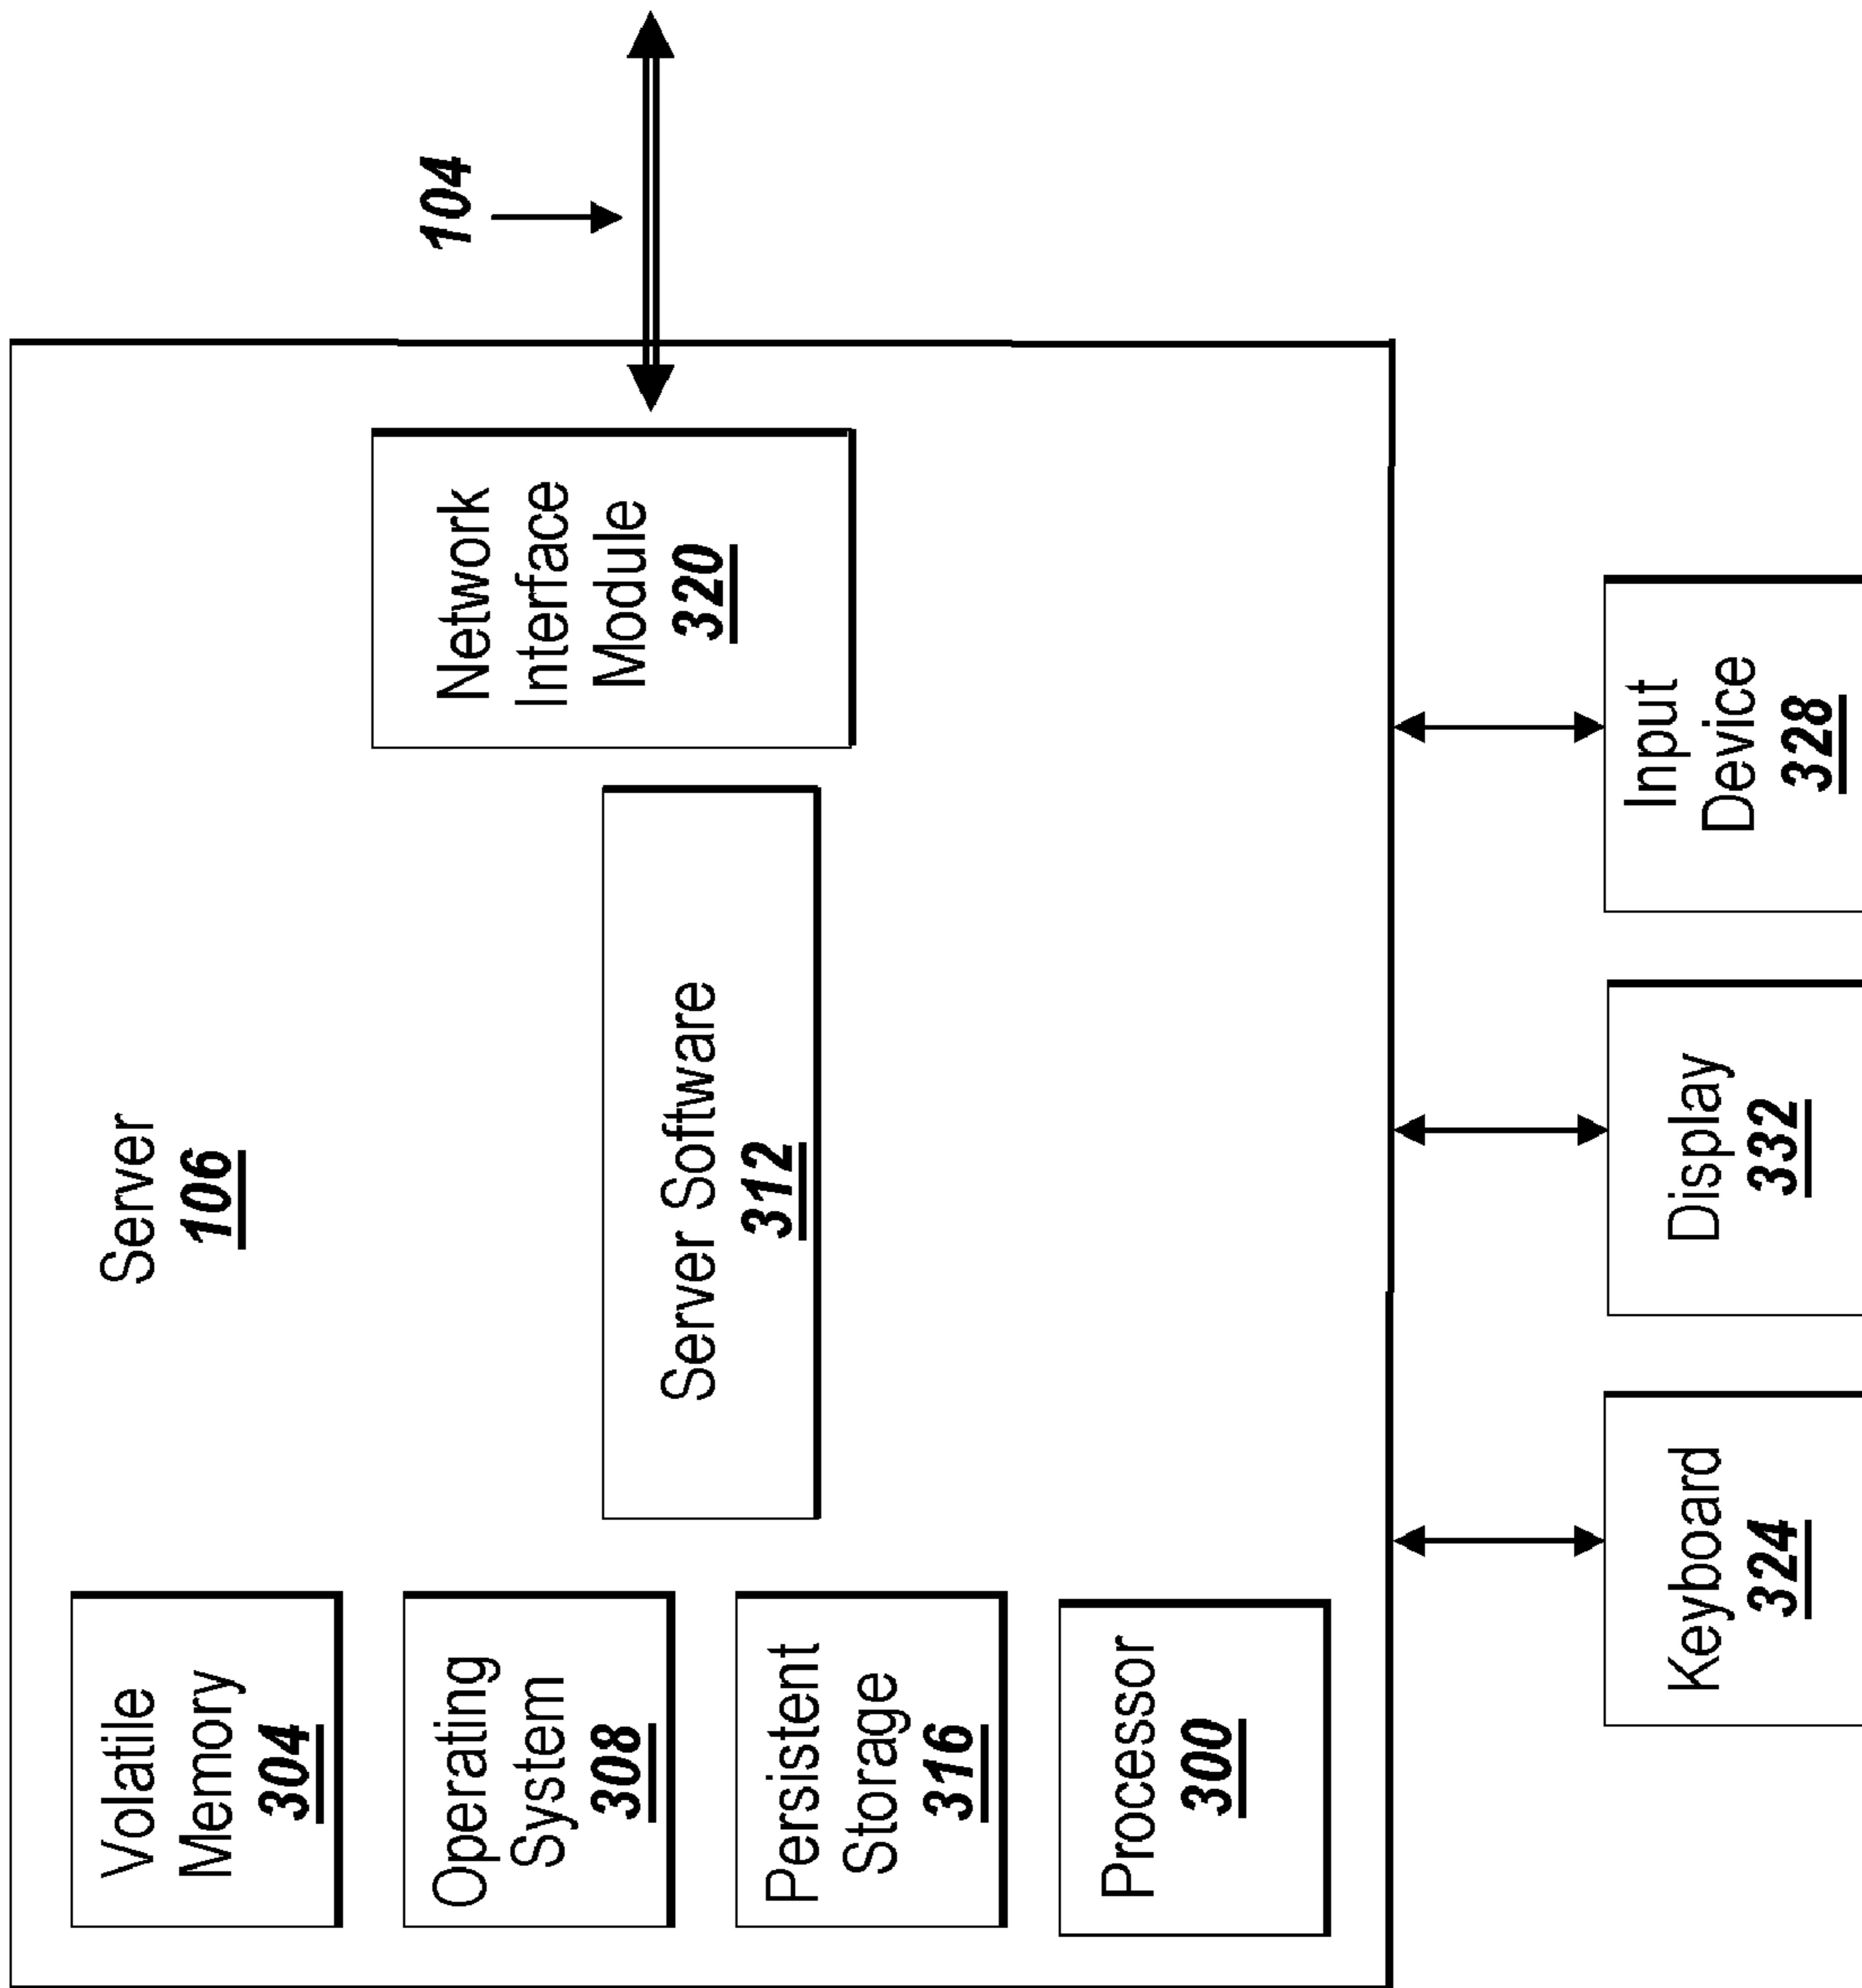 Server
106
Volatile
Memory
304
Operating
System
308
Persistent
Storage
316
Processor
300
Server Software
312
Network
Interface
Module
320
104
Keyboard
324
Display
332
Input
Device
328